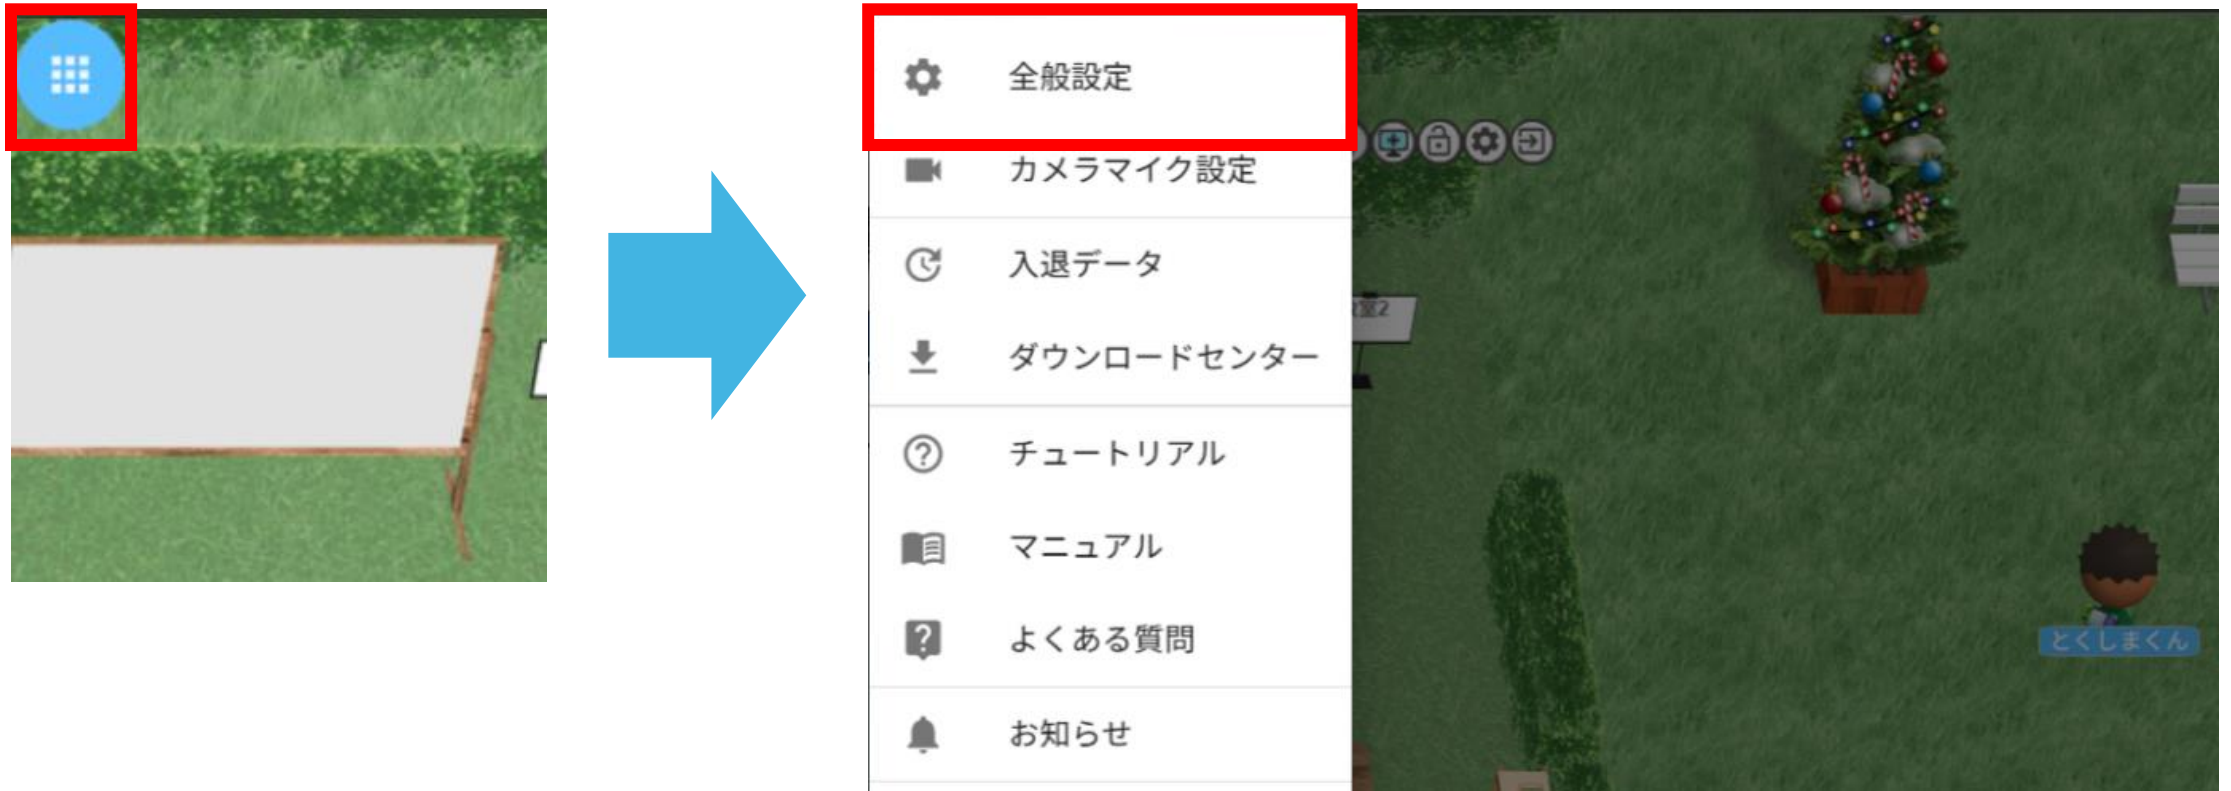 全般設定
カメラマイク設定
入退データ
ダウンロードセンター
チュートリアル
マニュアル
よくある質問
お知らせ
室2
とくしまくん